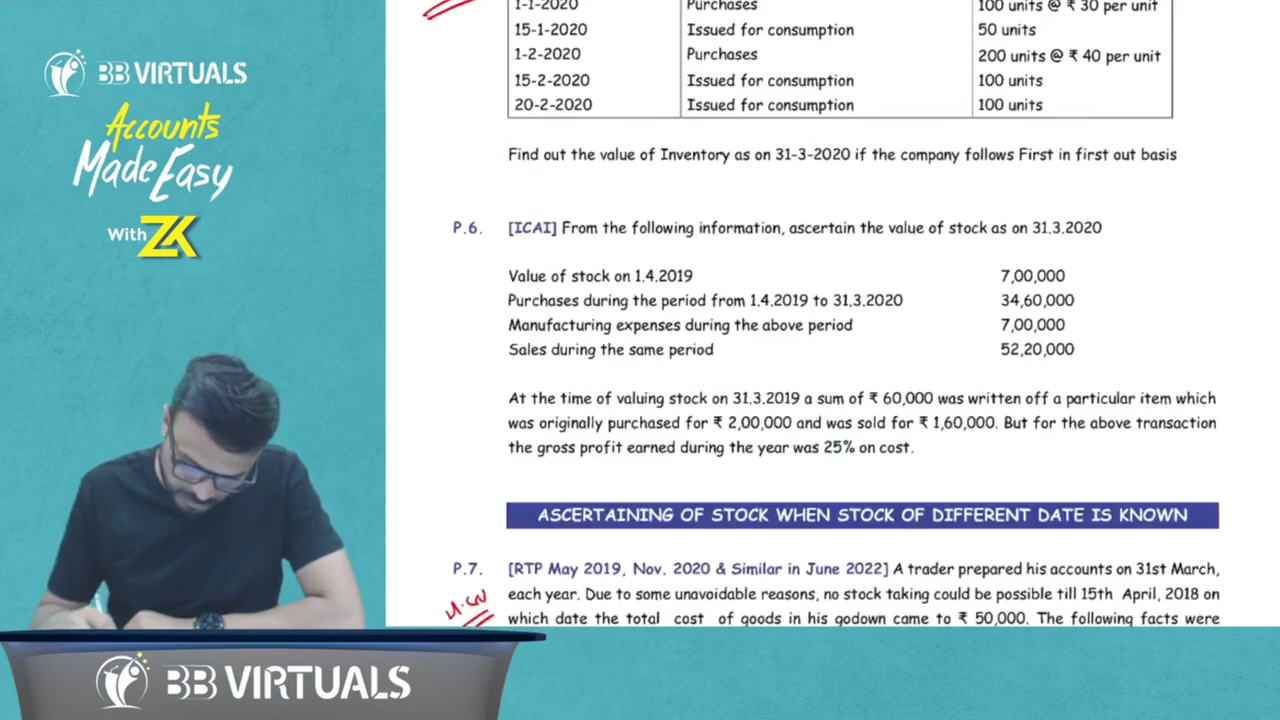 1-1-2020 Purchases 100 units @ ₹ 30 per unit
15-1-2020 Issued for consumption 50 units
1-2-2020 Purchases 200 units @ ₹ 40 per unit
15-2-2020 Issued for consumption 100 units
20-2-2020 Issued for consumption 100 units
Find out the value of Inventory as on 31-3-2020 if the company follows First in first out basis
P.6. [ICAI] From the following information, ascertain the value of stock as on 31.3.2020
Value of stock on 1.4.2019 7,00,000
Purchases during the period from 1.4.2019 to 31.3.2020 34,60,000
Manufacturing expenses during the above period 7,00,000
Sales during the same period 52,20,000
At the time of valuing stock on 31.3.2019 a sum of ₹ 60,000 was written off a particular item which
was originally purchased for ₹ 2,00,000 and was sold for ₹ 1,60,000. But for the above transaction
the gross profit earned during the year was 25% on cost.
ASCERTAINING OF STOCK WHEN STOCK OF DIFFERENT DATE IS KNOWN
P.7. [RTP May 2019, Nov. 2020 & Similar in June 2022] A trader prepared his accounts on 31st March,
each year. Due to some unavoidable reasons, no stock taking could be possible till 15th April, 2018 on
H.W
which date the total cost of goods in his godown came to ₹ 50,000. The following facts were
BB VIRTUALS
Accounts
Made Easy
With ZK
BB VIRTUALS